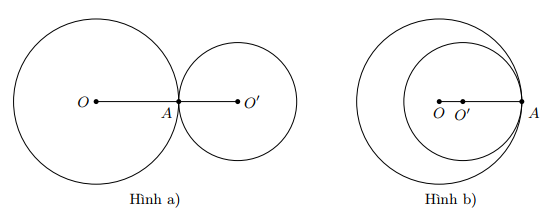 O A O′
O O′ A
Hình a)
Hình b)